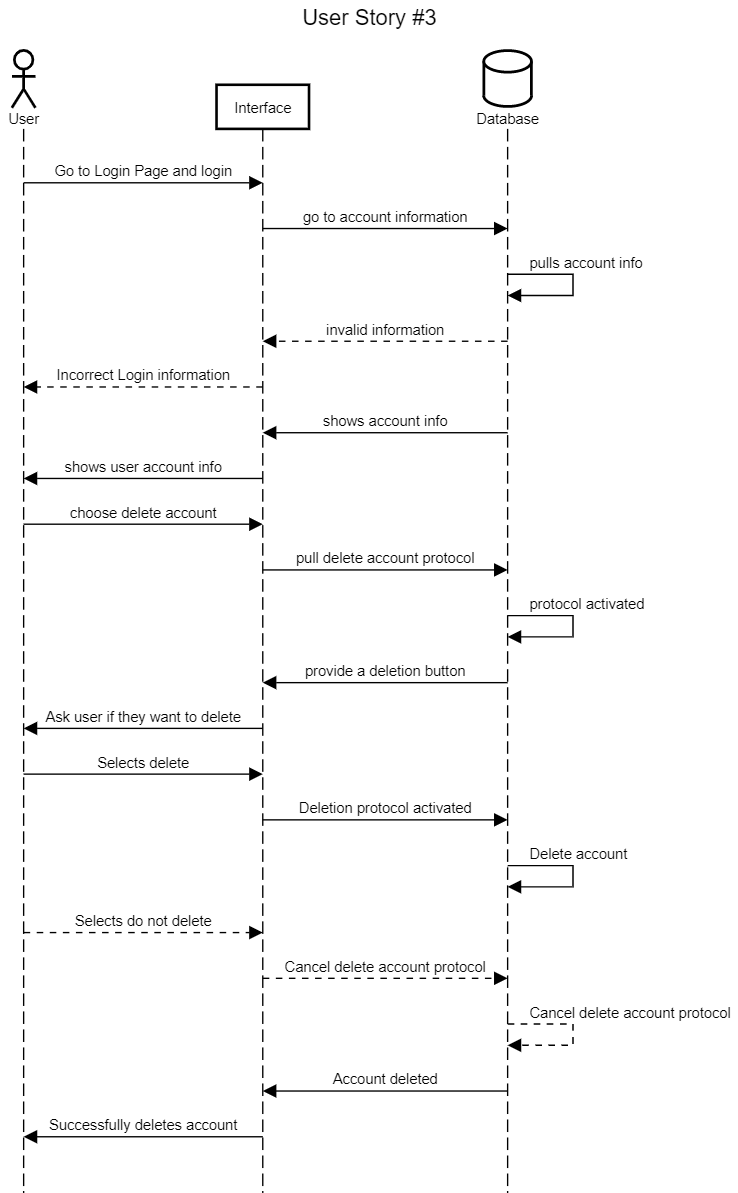 User Story #3
User
Interface
Database
Go to Login Page and login
go to account information
pulls account info
invalid information
Incorrect Login information
shows account info
shows user account info
choose delete account
pull delete account protocol
protocol activated
provide a deletion button
Ask user if they want to delete
Selects delete
Deletion protocol activated
Delete account
Selects do not delete
Cancel delete account protocol
Cancel delete account protocol
Account deleted
Successfully deletes account